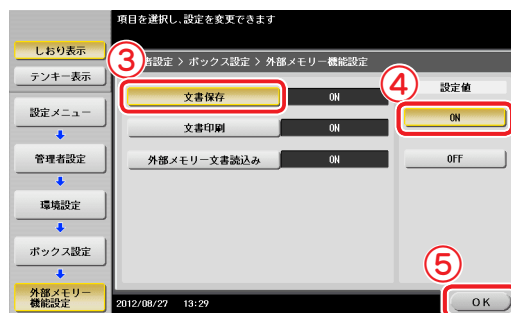 項目を選択し、設定を変更できます
しおり表示
テンキー表示
設定メニュー
管理者設定
環境設定
ボックス設定
外部メモリー
機能設定
③
者設定 > ボックス設定 > 外部メモリー機能設定
文書保存 ON
文書印刷 ON
外部メモリー文書読込み ON
④
設定値
ON
OFF
⑤
OK
2012/08/27 13:29